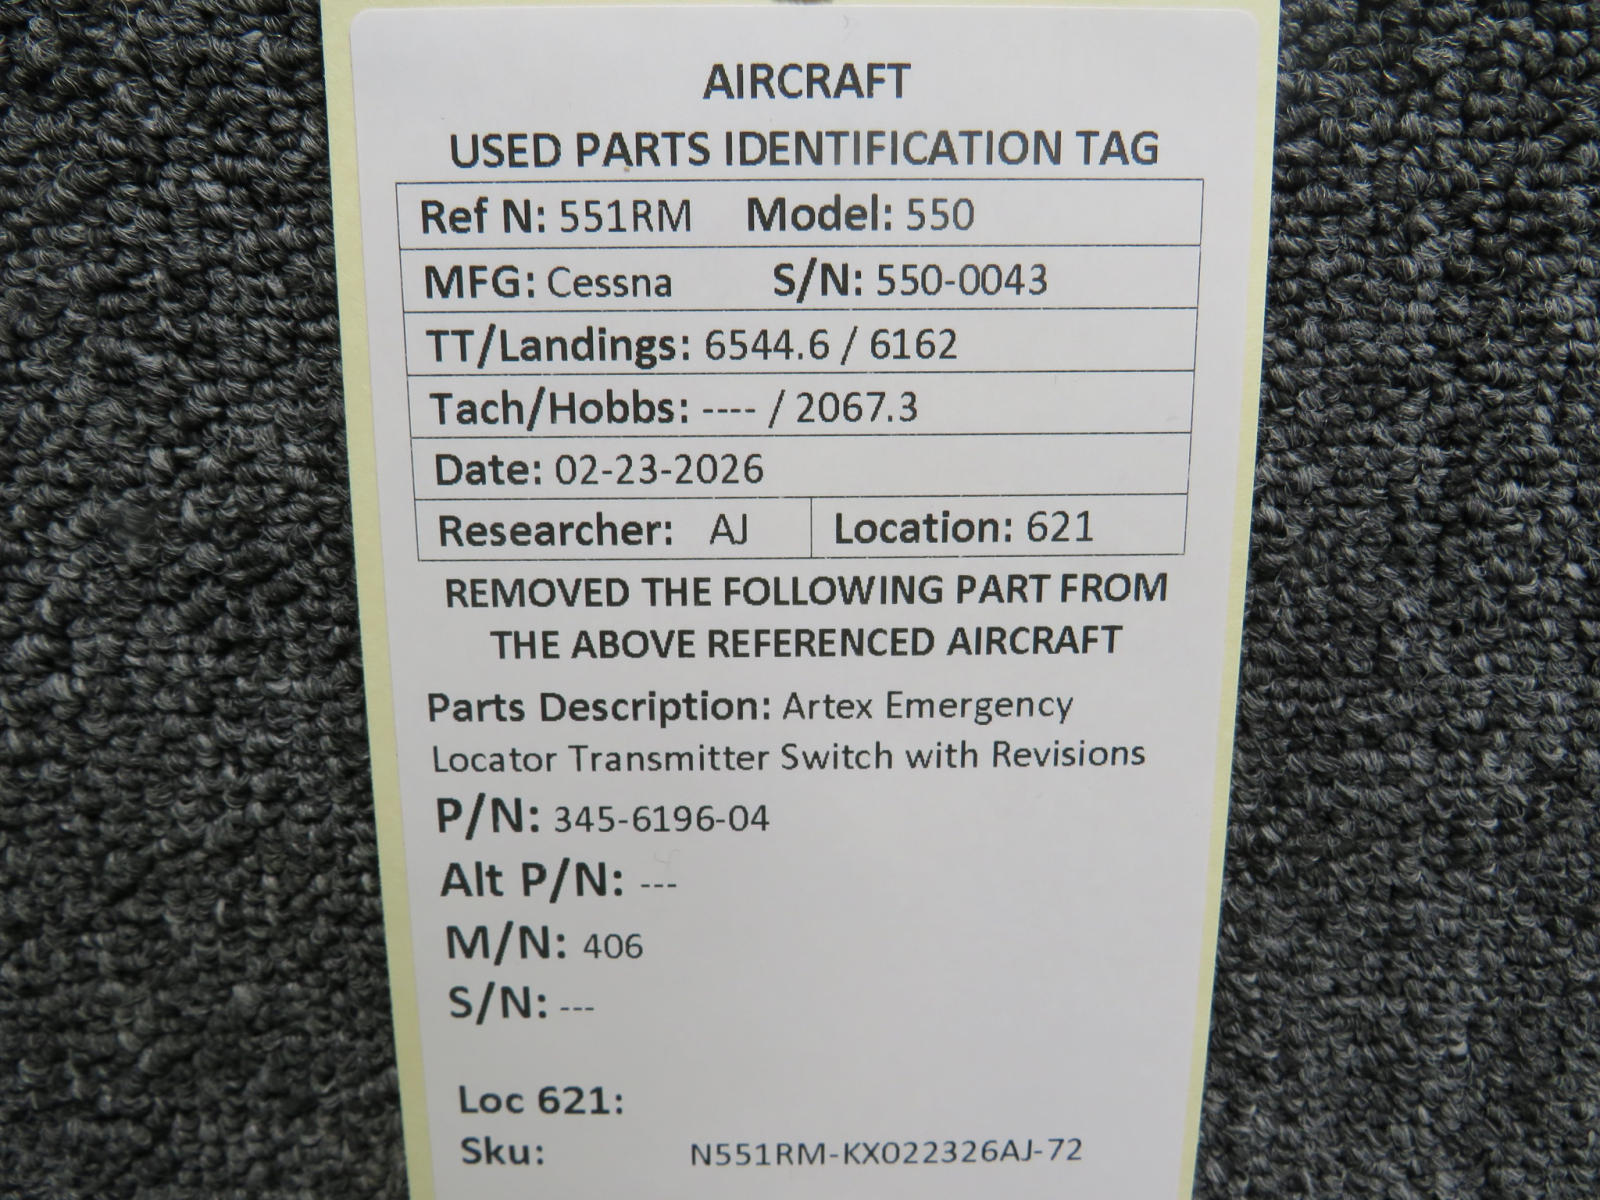 AIRCRAFT
USED PARTS IDENTIFICATION TAG
Ref N: 551RM Model: 550
MFG: Cessna S/N: 550-0043
TT/Landings: 6544.6 / 6162
Tach/Hobbs: ---- / 2067.3
Date: 02-23-2026
Researcher: AJ Location: 621
REMOVED THE FOLLOWING PART FROM
THE ABOVE REFERENCED AIRCRAFT
Parts Description: Artex Emergency
Locator Transmitter Switch with Revisions
P/N: 345-6196-04
Alt P/N: ---
M/N: 406
S/N: ---
Loc 621:
Sku: N551RM-KX022326AJ-72